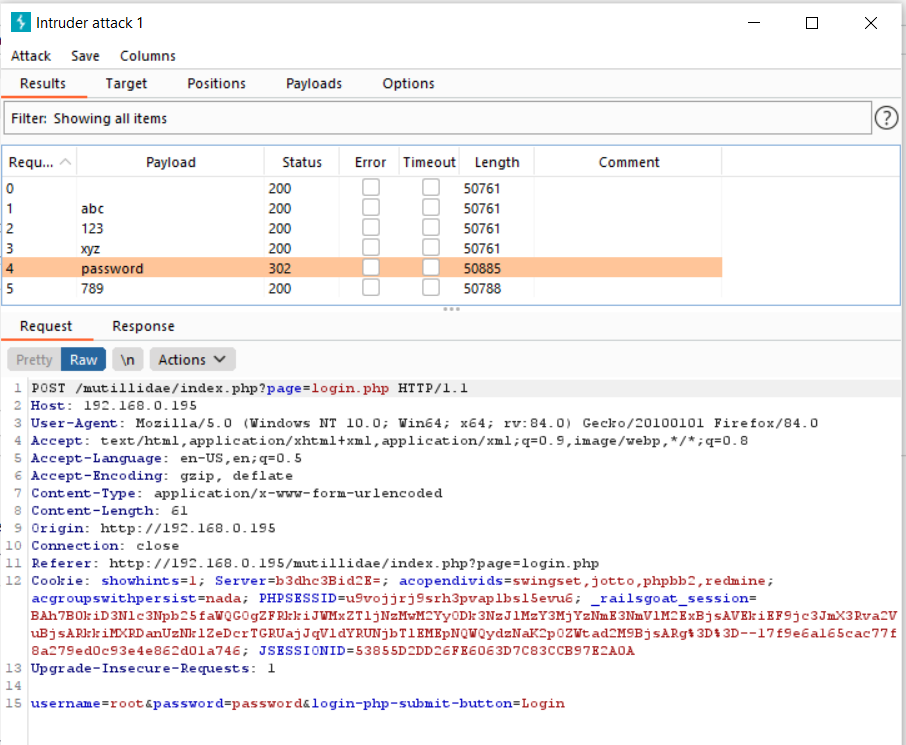 Intruder attack 1
Attack Save Columns
Results Target Positions Payloads Options
Filter: Showing all items ?
Requ... Payload Status Error Timeout Length Comment
0 200 50761
1 abc 200 50761
2 123 200 50761
3 xyz 200 50761
4 password 302 50885
5 789 200 50788
Request Response
Pretty Raw \n Actions
1 POST /mutillidae/index.php?page=login.php HTTP/1.1
2 Host: 192.168.0.195
3 User-Agent: Mozilla/5.0 (Windows NT 10.0; Win64; x64; rv:84.0) Gecko/20100101 Firefox/84.0
4 Accept: text/html,application/xhtml+xml,application/xml;q=0.9,image/webp,*/*;q=0.8
5 Accept-Language: en-US,en;q=0.5
6 Accept-Encoding: gzip, deflate
7 Content-Type: application/x-www-form-urlencoded
8 Content-Length: 61
9 Origin: http://192.168.0.195
10 Connection: close
11 Referer: http://192.168.0.195/mutillidae/index.php?page=login.php
12 Cookie: showhints=1; Server=b3dhc3Bid2E=; acopendivids=swingset,jotto,phpbb2,redmine;
acgroupswithpersist=nada; PHPSESSID=u9vojjrj9srh3pvaplbsl5evu6; _railsgoat_session=
8a279ed0c93e4e862d01a746; JSESSIONID=53855D2DD26FE6063D7C83CCB97E2A0A
13 Upgrade-Insecure-Requests: 1
14
15 username=root&password=password&login-php-submit-button=Login